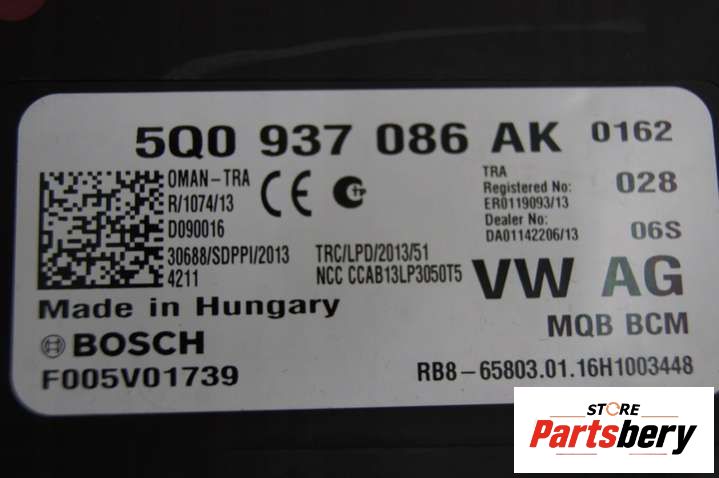 5Q0 937 086 AK 0162
OMAN-TRA
R/1074/13
D090016
30688/SDPPI/2013
4211
CE
TRC/LPD/2013/51
NCC CCAB13LP3050T5
TRA
Registered No:
ER0119093/13
Dealer No:
DA01142206/13
028
06S
VW AG
MQB BCM
Made in Hungary
BOSCH
F005V01739
RB8-65803.01.16H1003448
STORE
Partsbery